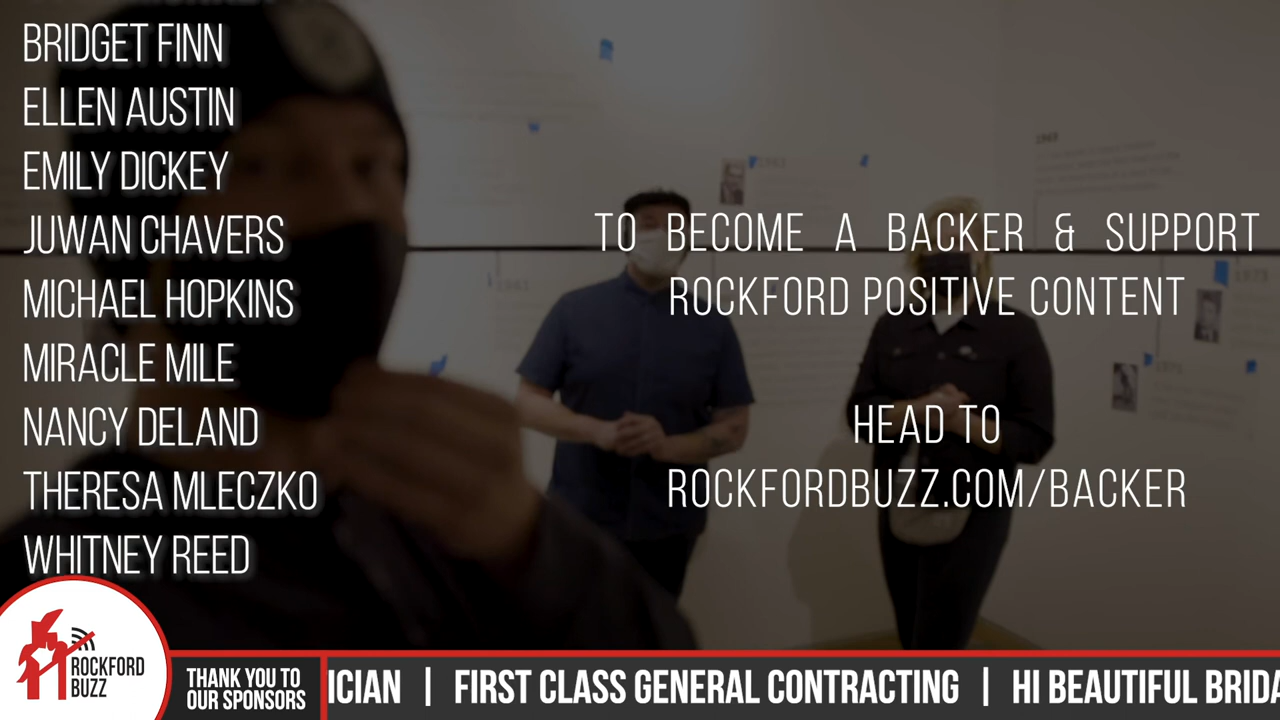 BRIDGET FINN
ELLEN AUSTIN
EMILY DICKEY
JUWAN CHAVERS
MICHAEL HOPKINS
MIRACLE MILE
NANCY DELAND
THERESA MLECZKO
WHITNEY REED
TO BECOME A BACKER & SUPPORT
ROCKFORD POSITIVE CONTENT
HEAD TO
ROCKFORDBUZZ.COM/BACKER
ROCKFORD
BUZZ
THANK YOU TO
OUR SPONSORS
ICIAN | FIRST CLASS GENERAL CONTRACTING | HI BEAUTIFUL BRIDA